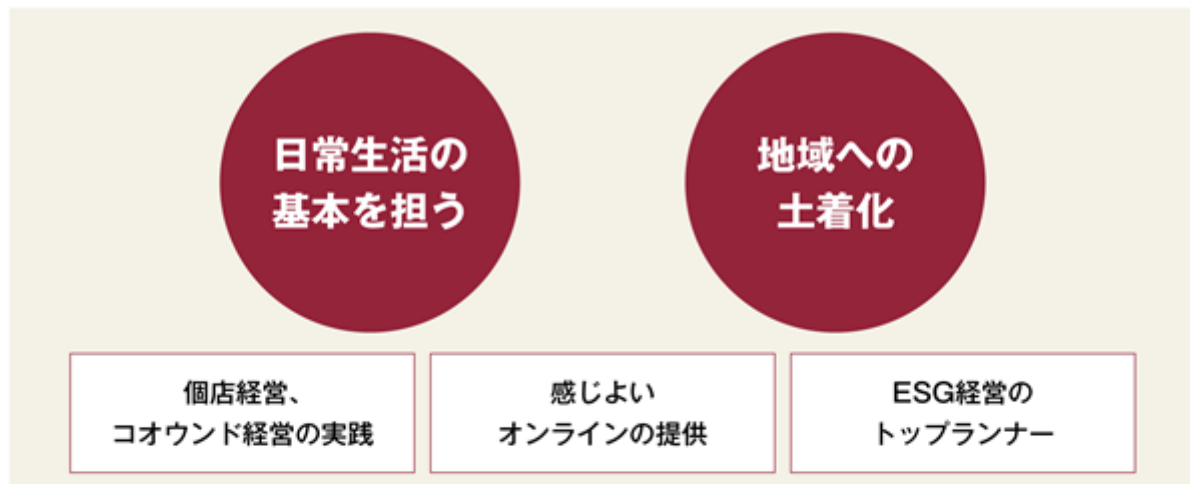 日常生活の
基本を担う
地域への
土着化
個店経営、
コオウンド経営の実践
感じよい
オンラインの提供
ESG経営の
トップランナー